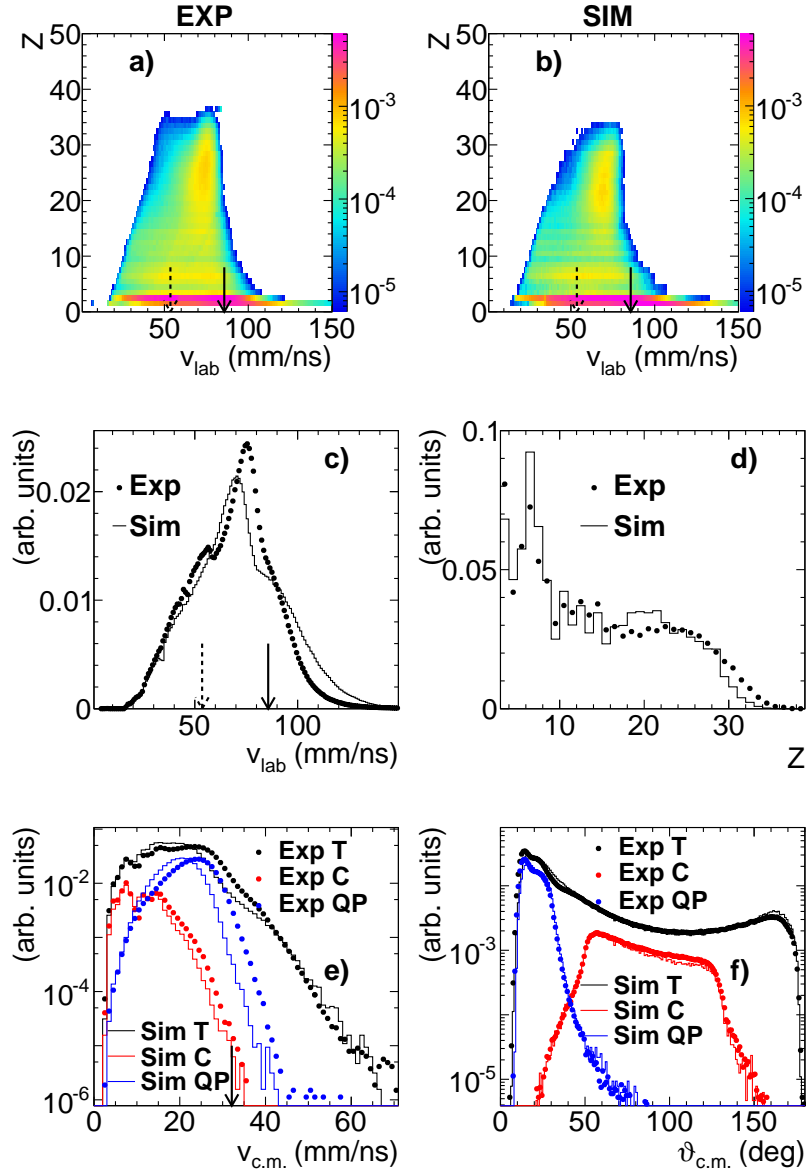 EXP SIM
Z 50 40 30 20 10 0 a) 10⁻³ 10⁻⁴ 10⁻⁵
50 100 150
v_lab (mm/ns)
Z 50 40 30 20 10 0 b) 10⁻³ 10⁻⁴ 10⁻⁵
50 100 150
v_lab (mm/ns)
(arb. units) 0.02 0.01 0 c)
Exp
Sim
50 100
v_lab (mm/ns)
(arb. units) 0.1 0.05 0 d)
Exp
Sim
10 20 30
Z
(arb. units) 10⁻² 10⁻⁴ 10⁻⁶
Exp T
Exp C
Exp QP
e)
Sim T
Sim C
Sim QP
0 20 40 60
v_c.m. (mm/ns)
(arb. units) 10⁻³ 10⁻⁵
Exp T
Exp C
Exp QP
f)
Sim T
Sim C
Sim QP
0 50 100 150
ϑ_c.m. (deg)